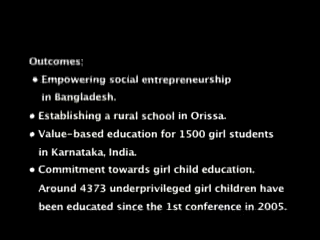 Outcomes:
• Empowering social entrepreneurship
in Bangladesh.
• Establishing a rural school in Orissa.
• Value-based education for 1500 girl students
in Karnataka, India.
• Commitment towards girl child education.
Around 4373 underprivileged girl children have
been educated since the 1st conference in 2005.